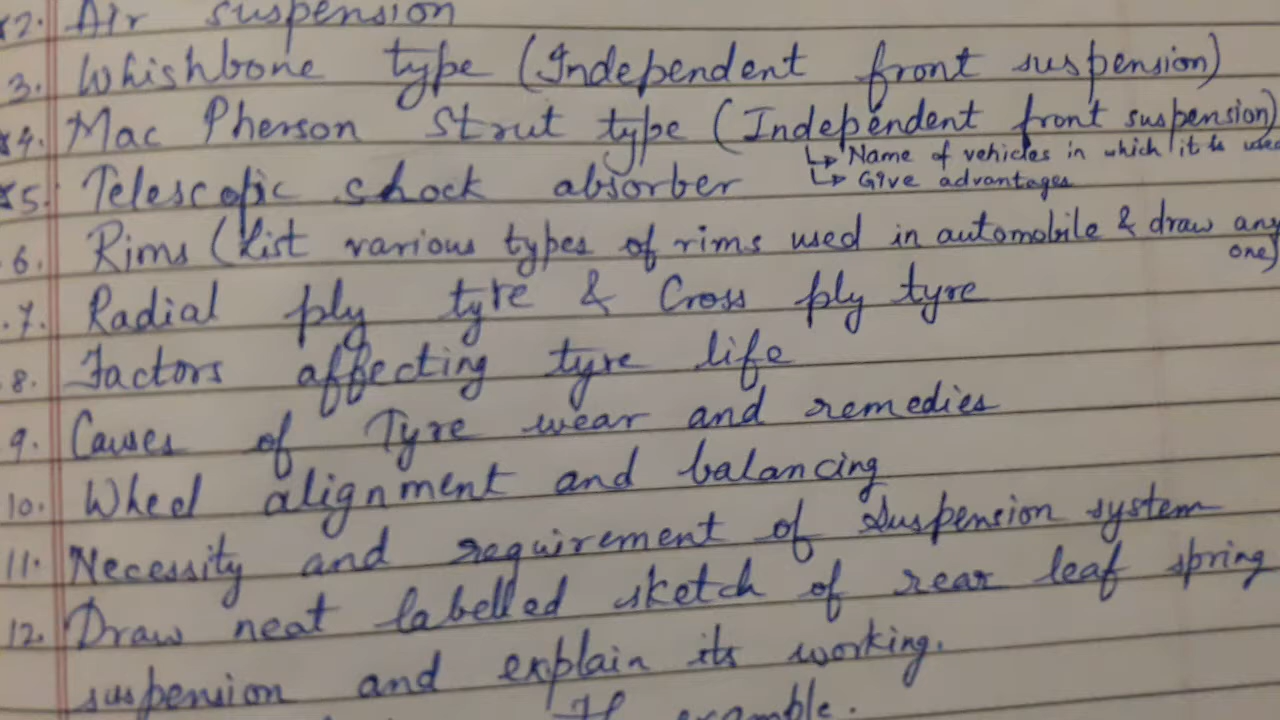 2. Air suspension
3. Whishbone type (Independent front suspension)
4. Mac Pherson Strut type (Independent front suspension)
↳ Name of vehicles in which it is used
↳ Give advantages
5. Telescopic shock absorber
6. Rims (List various types of rims used in automobile & draw any one)
7. Radial ply tyre & Cross ply tyre
8. Factors affecting tyre life
9. Causes of Tyre wear and remedies
10. Wheel alignment and balancing
11. Necessity and requirement of Suspension system
12. Draw neat labelled sketch of rear leaf spring
suspension and explain its working.
example.